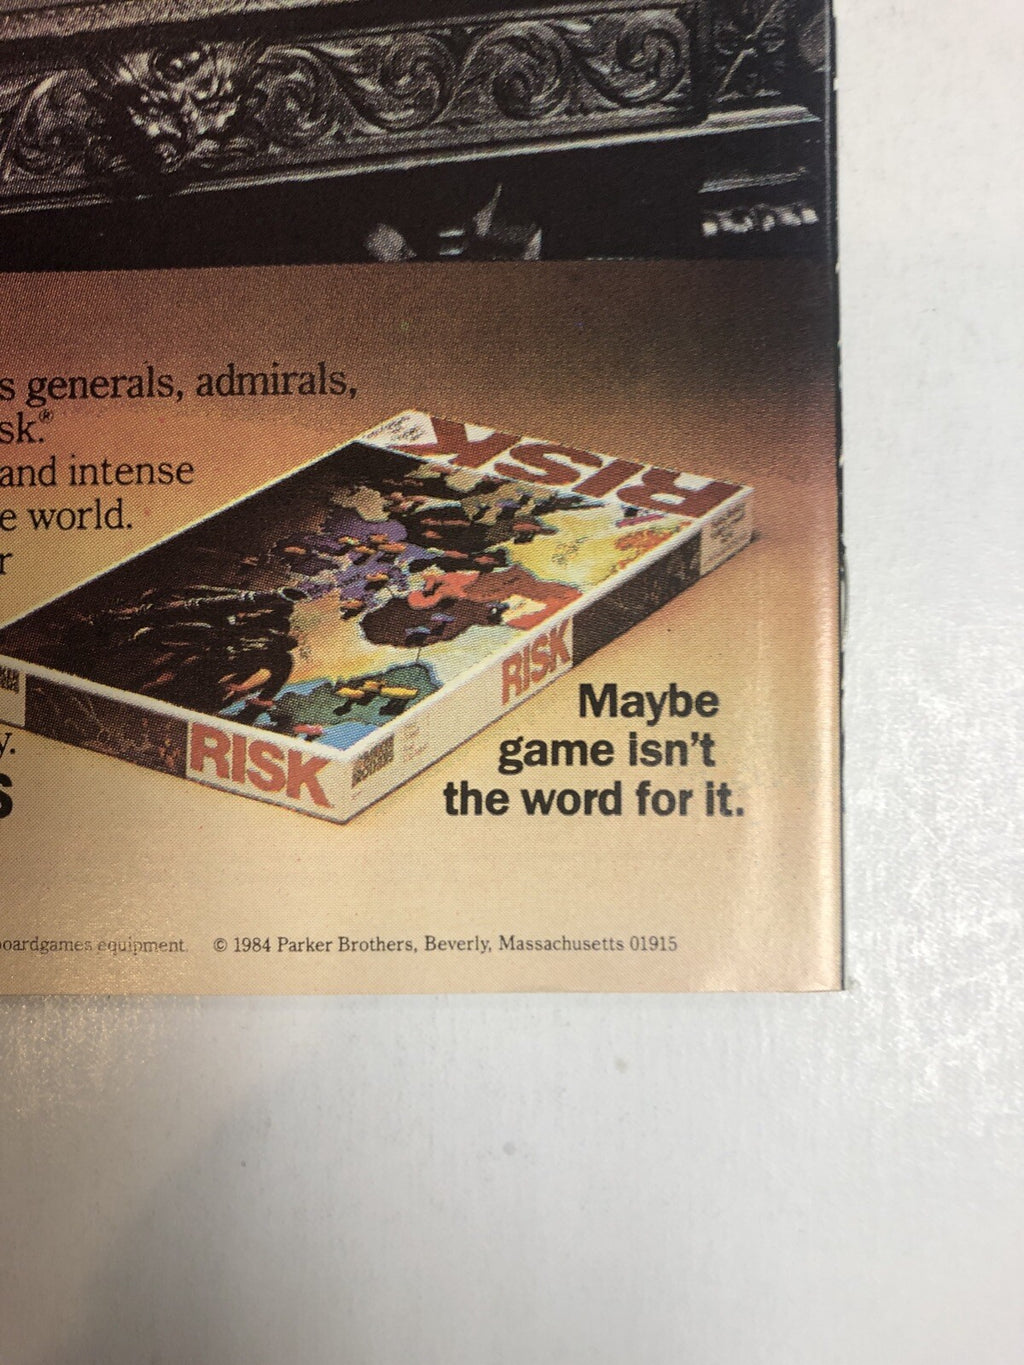 s generals, admirals,
sk.®
and intense
e world.
r
RISK
RISK
RISK
y.
S
Maybe
game isn't
the word for it.
oardgames equipment. © 1984 Parker Brothers, Beverly, Massachusetts 01915